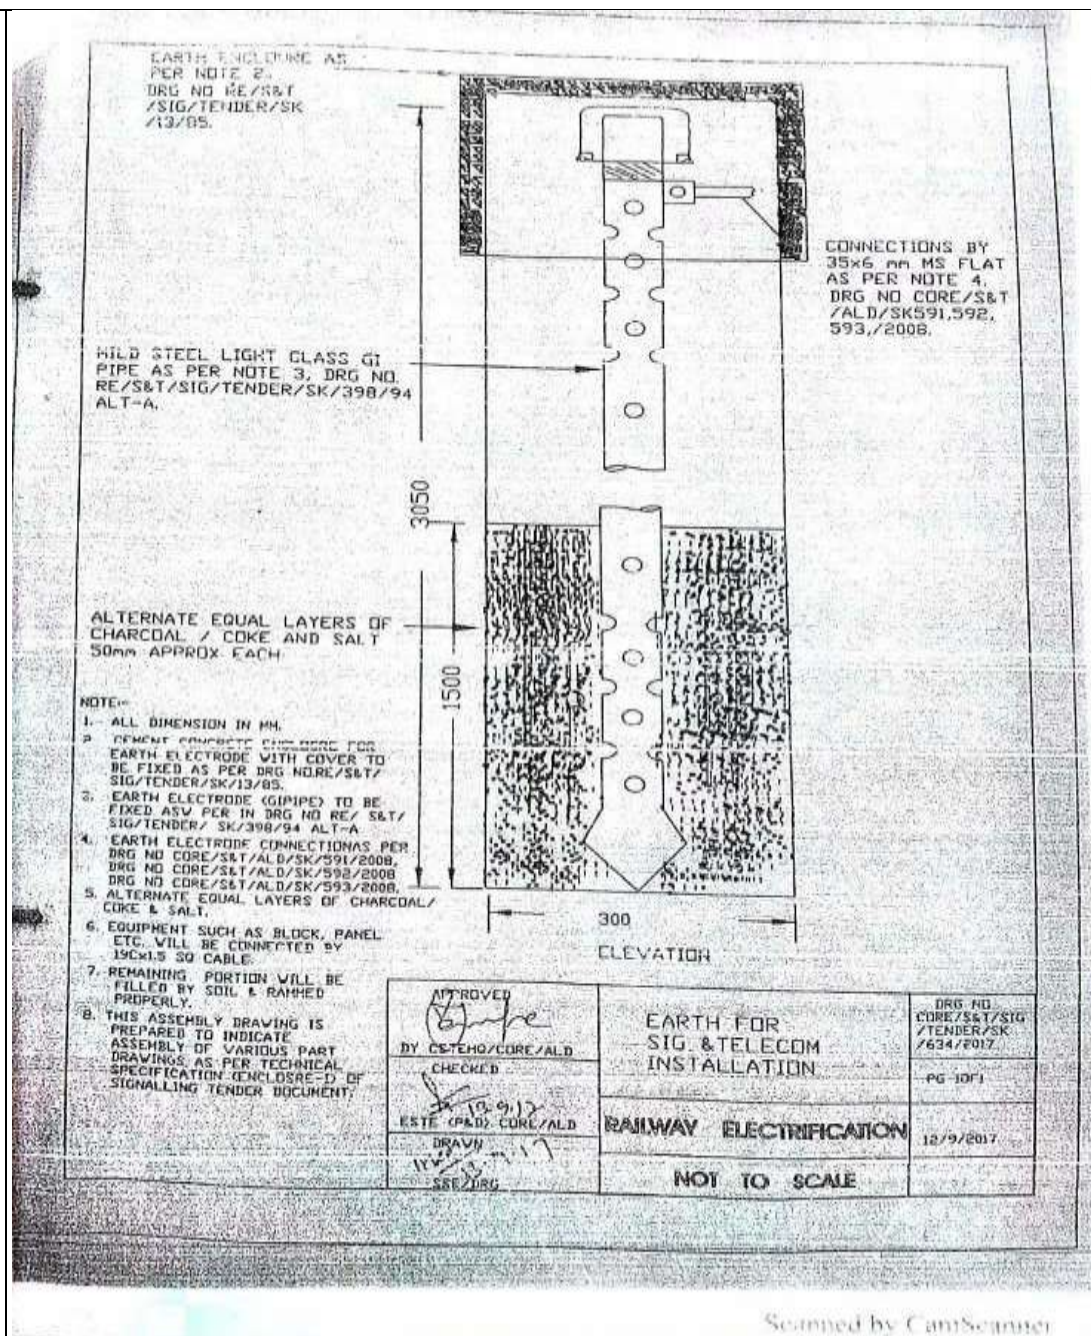 EARTH ENCLOURE AS
PER NOTE 2.
DRG NO RE/S&T
/SIG/TENDER/SK
/13/85.
CONNECTIONS BY
35x6 mm MS FLAT
AS PER NOTE 4.
DRG NO CORE/S&T
/ALD/SK591,592,
593,/2008.
MILD STEEL LIGHT CLASS GI
PIPE AS PER NOTE 3, DRG NO.
RE/S&T/SIG/TENDER/SK/398/94
ALT-A.
3050
1500
ALTERNATE EQUAL LAYERS OF
CHARCOAL / COKE AND SALT
50mm APPROX EACH
300
ELEVATION
NOTE:-
1.- ALL DIMENSION IN MM.
2. CEMENT CONCRETE ENCLOSRE FOR
EARTH ELECTRODE WITH COVER TO
BE FIXED AS PER DRG NO.RE/S&T/
SIG/TENDER/SK/13/85.
3. EARTH ELECTRODE (GIPIPE) TO BE
FIXED ASW PER IN DRG NO RE/ S&T/
SIG/TENDER/ SK/398/94 ALT-A
4. EARTH ELECTRODE CONNECTIONAS PER
DRG NO CORE/S&T/ALD/SK/591/2008,
DRG NO CORE/S&T/ALD/SK/592/2008
DRG NO CORE/S&T/ALD/SK/593/2008,
5. ALTERNATE EQUAL LAYERS OF CHARCOAL/
COKE & SALT.
6. EQUIPMENT SUCH AS BLOCK, PANEL
ETC. WILL BE CONNECTED BY
19Cx1.5 SQ CABLE.
7. REMAINING PORTION WILL BE
FILLED BY SOIL & RAMMED
PROPERLY.
8. THIS ASSEMBLY DRAWING IS
PREPARED TO INDICATE
ASSEMBLY OF VARIOUS PART
DRAWINGS AS PER TECHNICAL
SPECIFICATION (ENCLOSRE-I) OF
SIGNALLING TENDER DOCUMENT.
APPROVED
BY CSTEHQ/CORE/ALD
CHECKED
13.9.17
ESTE (P&D) CORE/ALD
DRAWN
SSE/DRG
EARTH FOR
SIG. & TELECOM
INSTALLATION
RAILWAY ELECTRIFICATION
NOT TO SCALE
DRG NO
CORE/S&T/SIG
/TENDER/SK
/634/2017
PG 1OF1
12/9/2017
Scanned by CamScanner